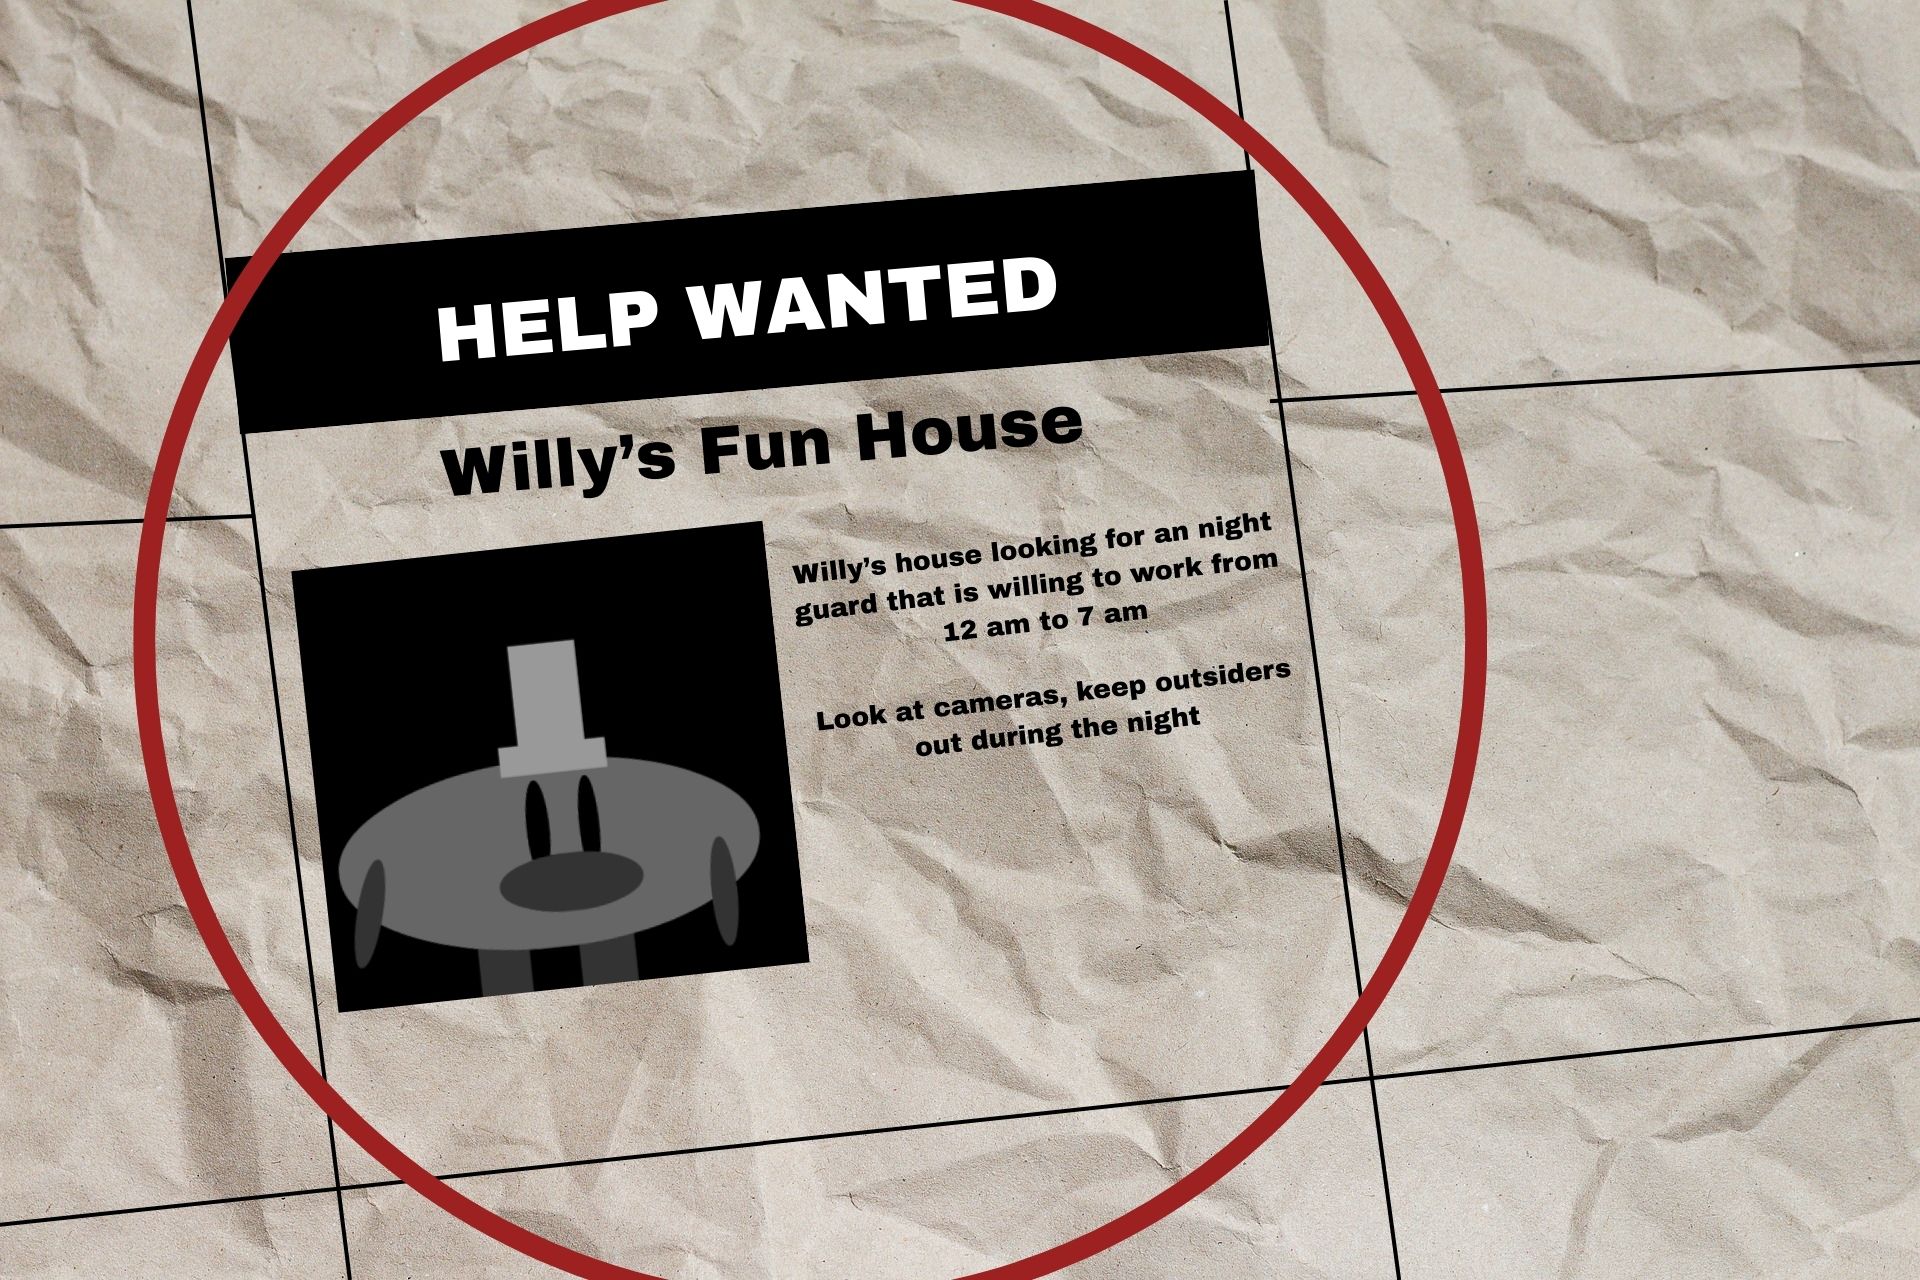 HELP WANTED
Willy’s Fun House
Willy’s house looking for an night
guard that is willing to work from
12 am to 7 am
Look at cameras, keep outsiders
out during the night